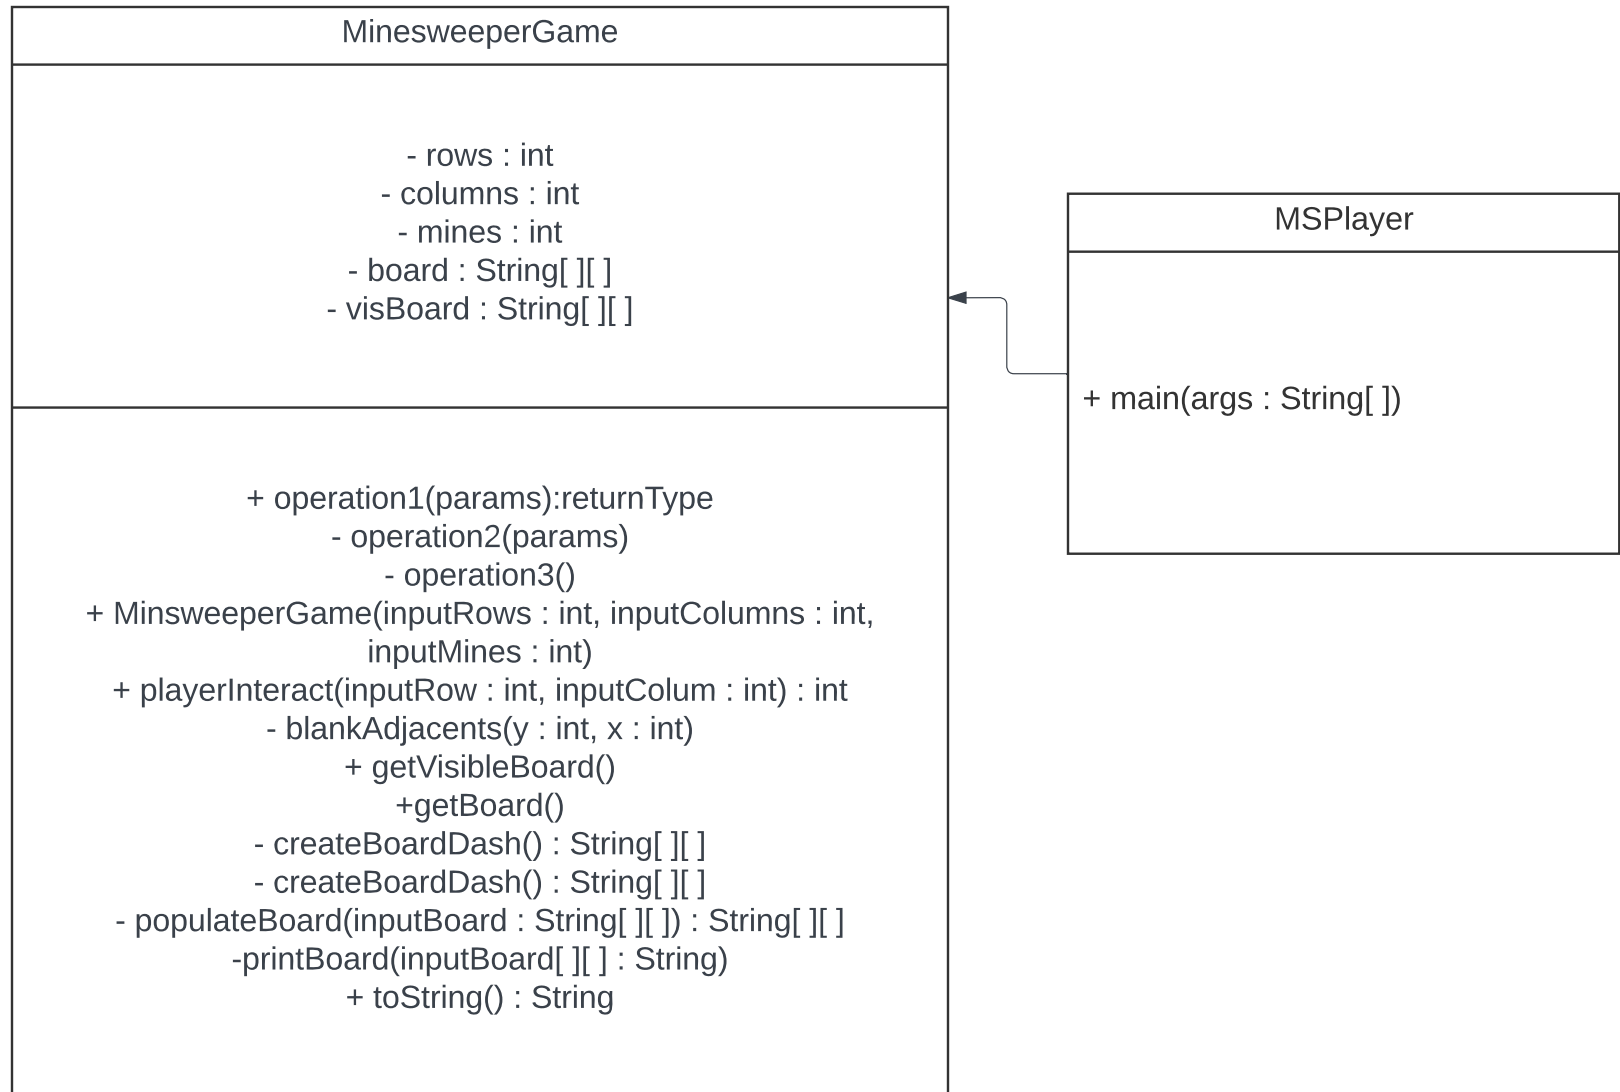 MinesweeperGame
- rows : int
- columns : int
- mines : int
- board : String[ ][ ]
- visBoard : String[ ][ ]
+ operation1(params):returnType
- operation2(params)
- operation3()
+ MinsweeperGame(inputRows : int, inputColumns : int,
inputMines : int)
+ playerInteract(inputRow : int, inputColum : int) : int
- blankAdjacents(y : int, x : int)
+ getVisibleBoard()
+getBoard()
- createBoardDash() : String[ ][ ]
- createBoardDash() : String[ ][ ]
- populateBoard(inputBoard : String[ ][ ]) : String[ ][ ]
-printBoard(inputBoard[ ][ ] : String)
+ toString() : String
MSPlayer
+ main(args : String[ ])